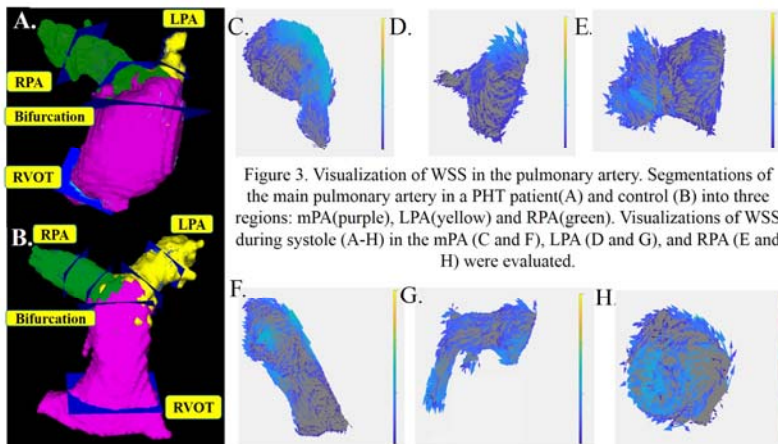 A.
LPA
RPA
Bifurcation
RVOT
B.
RPA
LPA
Bifurcation
RVOT
C.
D.
E.
Figure 3. Visualization of WSS in the pulmonary artery. Segmentations of
the main pulmonary artery in a PHT patient(A) and control (B) into three
regions: mPA(purple), LPA(yellow) and RPA(green). Visualizations of WSS
during systole (A-H) in the mPA (C and F), LPA (D and G), and RPA (E and
H) were evaluated.
F.
G.
H.